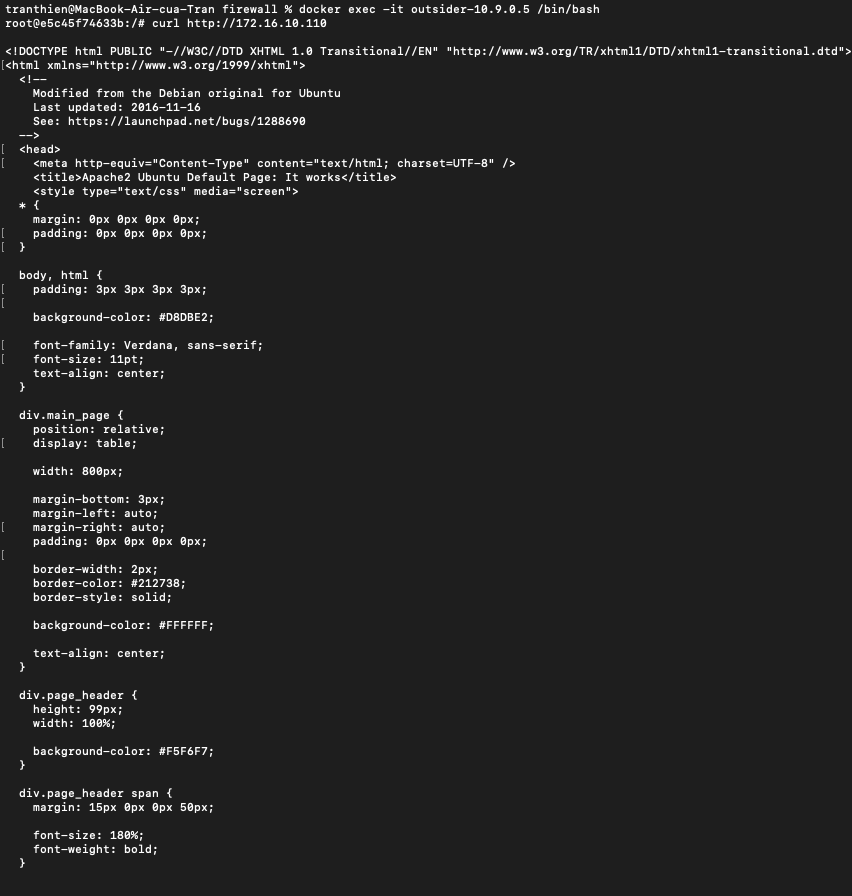 tranthien@MacBook-Air-cua-Tran firewall % docker exec -it outsider-10.9.0.5 /bin/bash
root@e5c45f74633b:/# curl http://172.16.10.110
<!DOCTYPE html PUBLIC "-//W3C//DTD XHTML 1.0 Transitional//EN" "http://www.w3.org/TR/xhtml1/DTD/xhtml1-transitional.dtd">
[<html xmlns="http://www.w3.org/1999/xhtml">
  <!--
    Modified from the Debian original for Ubuntu
    Last updated: 2016-11-16
    See: https://launchpad.net/bugs/1288690
  -->
[ <head>
[   <meta http-equiv="Content-Type" content="text/html; charset=UTF-8" />
    <title>Apache2 Ubuntu Default Page: It works</title>
    <style type="text/css" media="screen">
  * {
    margin: 0px 0px 0px 0px;
[   padding: 0px 0px 0px 0px;
[ }

  body, html {
[   padding: 3px 3px 3px 3px;
[
    background-color: #D8DBE2;

[   font-family: Verdana, sans-serif;
[   font-size: 11pt;
    text-align: center;
  }

  div.main_page {
    position: relative;
[   display: table;

    width: 800px;

    margin-bottom: 3px;
    margin-left: auto;
[   margin-right: auto;
    padding: 0px 0px 0px 0px;
[
    border-width: 2px;
    border-color: #212738;
    border-style: solid;

    background-color: #FFFFFF;

    text-align: center;
  }

  div.page_header {
    height: 99px;
    width: 100%;

    background-color: #F5F6F7;
  }

  div.page_header span {
    margin: 15px 0px 0px 50px;

    font-size: 180%;
    font-weight: bold;
  }